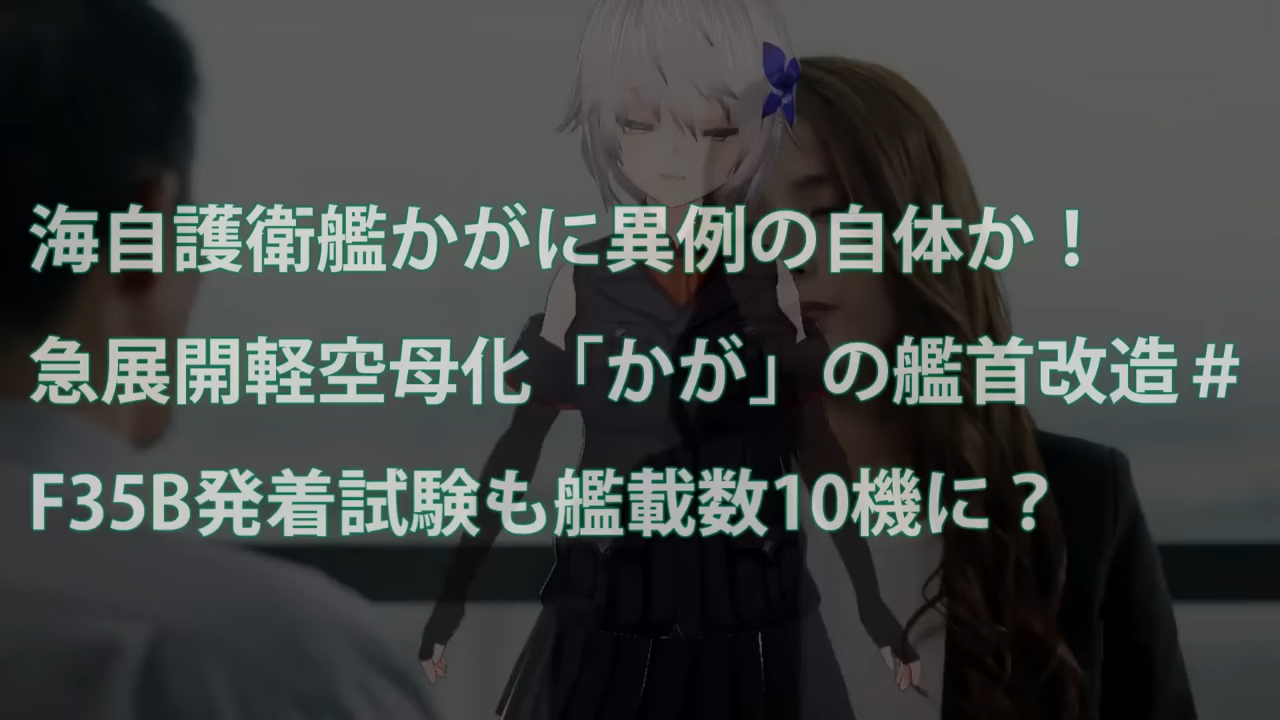 海自護衛艦かがに異例の自体か！
急展開軽空母化「かが」の艦首改造＃
F35B発着試験も艦載数10機に？